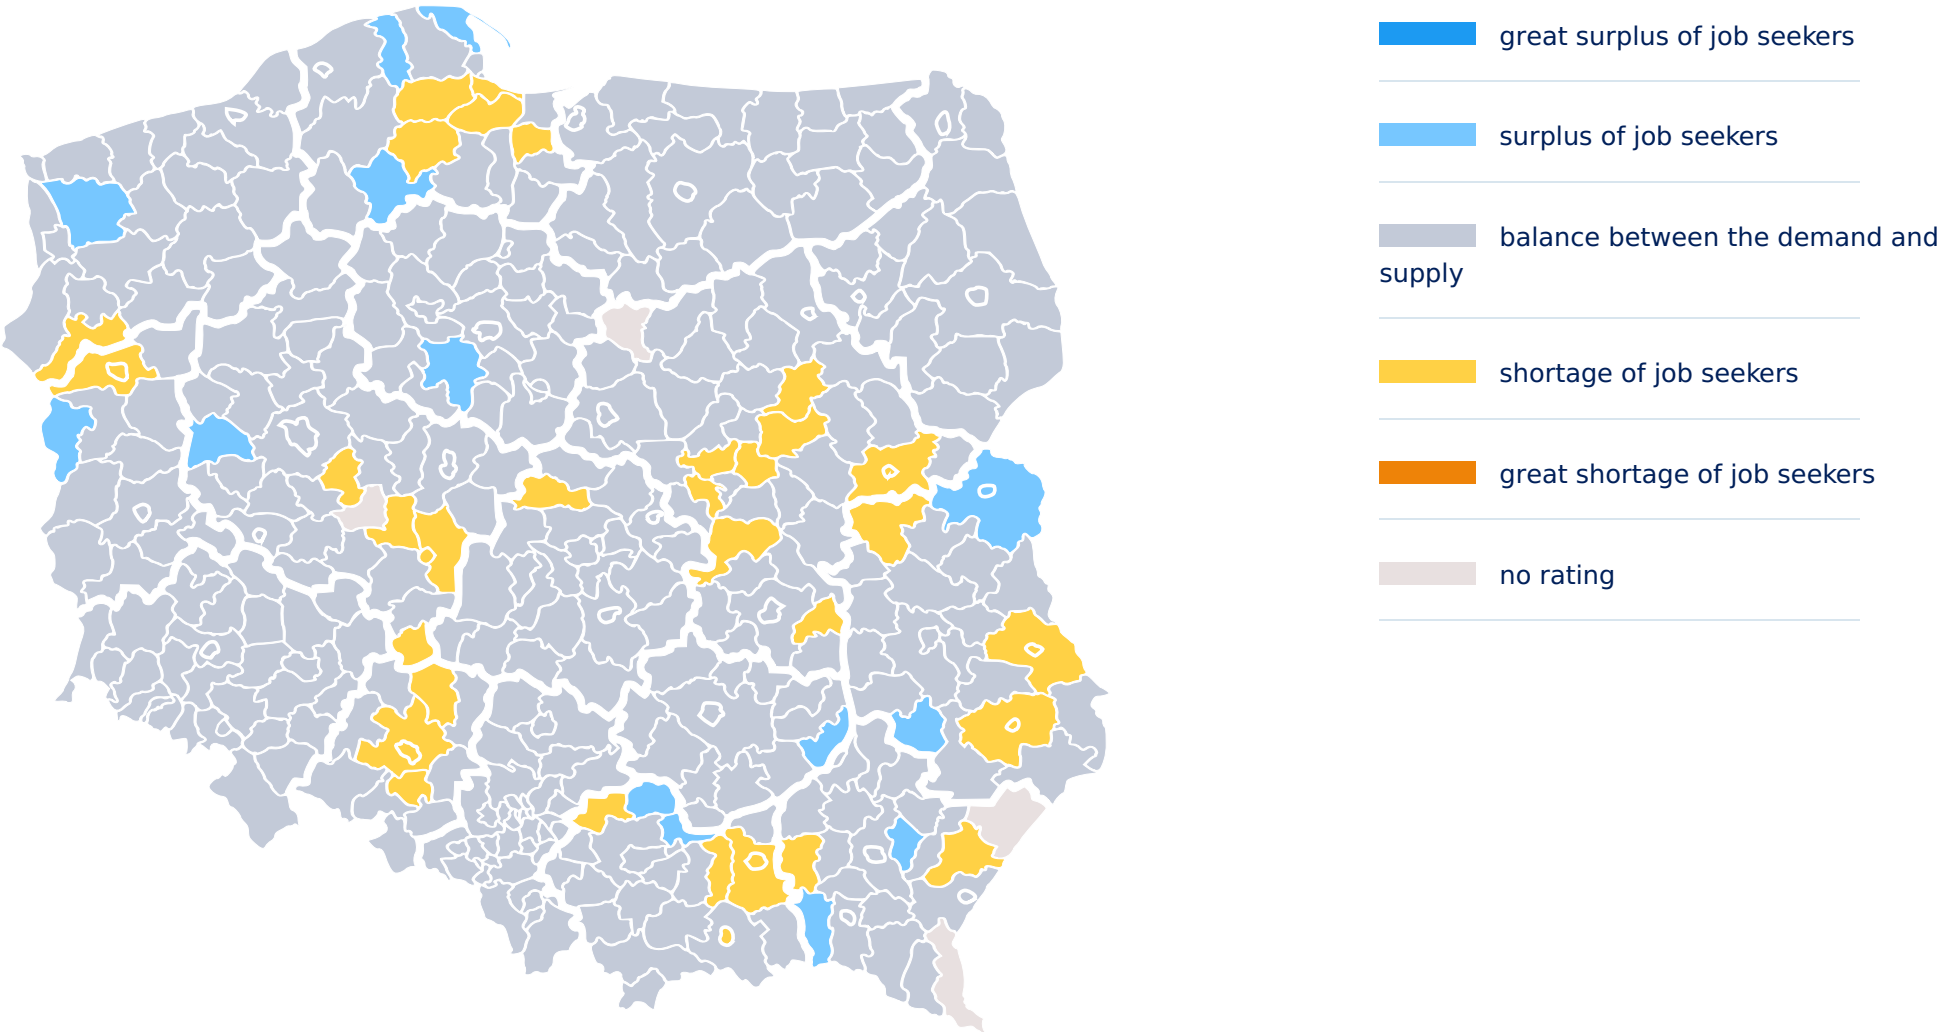 great surplus of job seekers
surplus of job seekers
balance between the demand and
supply
shortage of job seekers
great shortage of job seekers
no rating